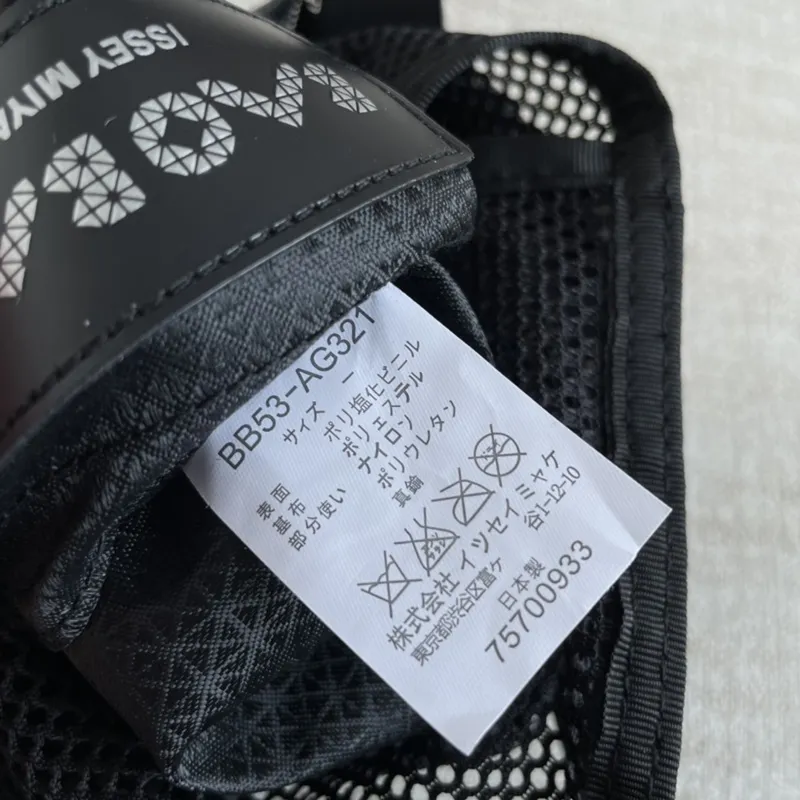 BAOBA
ISSEY MIYA
BB53-AG321
サイズ ー
表面 ポリ塩化ビニル
基布 ポリエステル
部分使い ナイロン
ポリウレタン
真鍮
株式会社 イッセイミヤケ
東京都渋谷区富ケ谷1-12-10
日本製
75700933